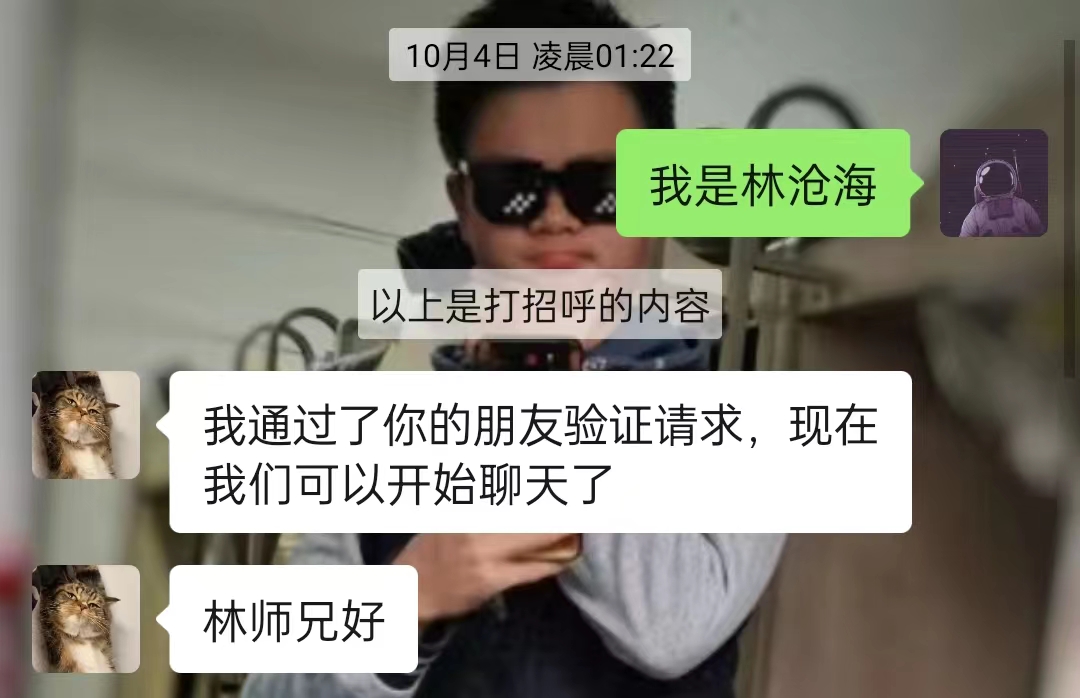 10月4日 凌晨01:22
我是林沧海
以上是打招呼的内容
我通过了你的朋友验证请求，现在
我们可以开始聊天了
林师兄好